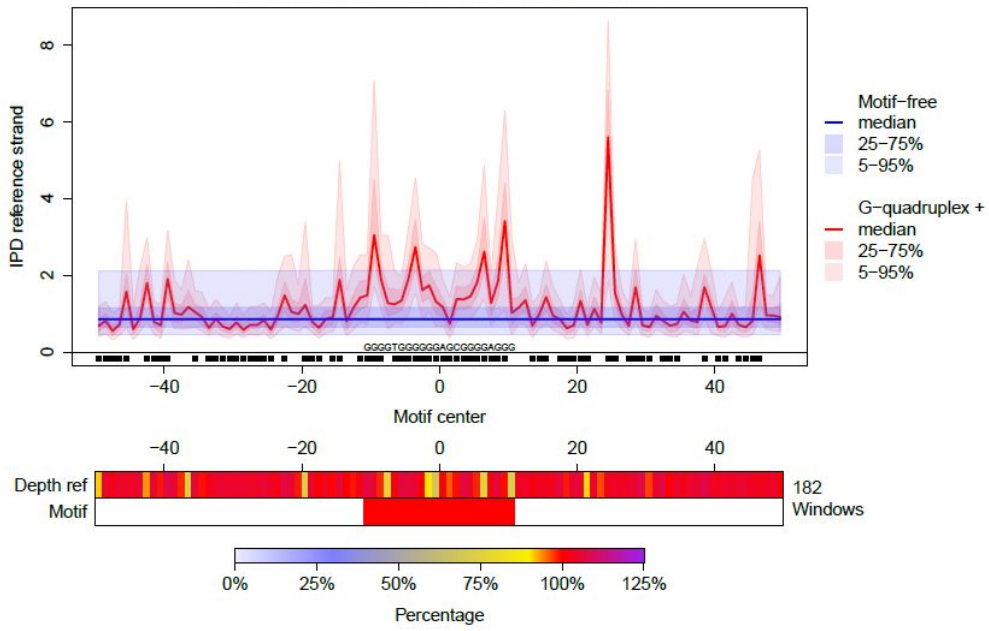 8
6
4
2
0
IPD reference strand
Motif-free
median
25-75%
5-95%
G-quadruplex +
median
25-75%
5-95%
GGGGTGGGGGGAGCGGGGAGGG
-40 -20 0 20 40
Motif center
-40 -20 0 20 40
Depth ref 182
Motif Windows
0% 25% 50% 75% 100% 125%
Percentage